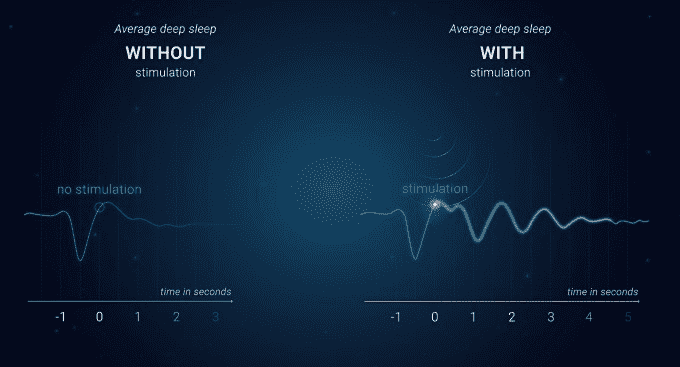 Average deep sleep
WITHOUT
stimulation
no stimulation
time in seconds
-1 0 1 2 3
Average deep sleep
WITH
stimulation
stimulation
time in seconds
-1 0 1 2 3 4 5